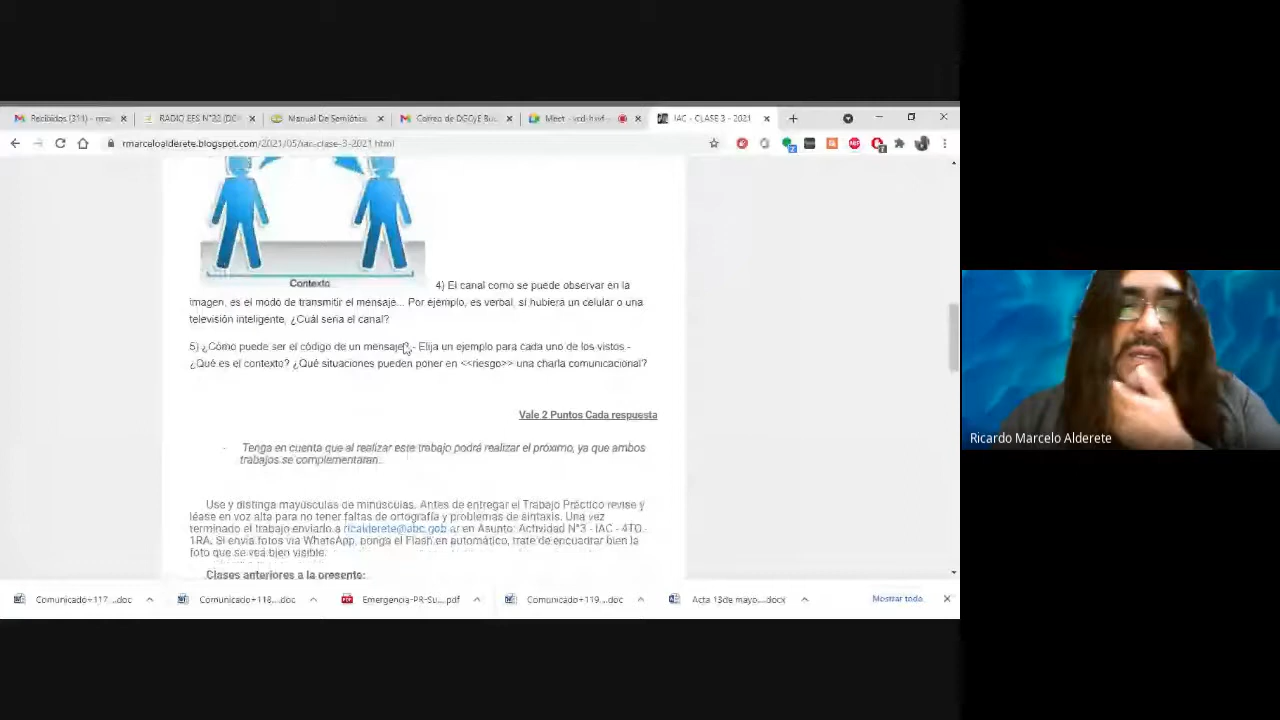 Recibidos (311) - mra
RADIO EES N°22 (DC
Manual De Semiótica
Correo de DGCyE Bu
Meet -
IAC - CLASE 3 - 2021
rmarceloalderete.blogspot.com/2021/05/iac-clase-3-2021.html
Contexto
4) El canal como se puede observar en la
imagen, es el modo de transmitir el mensaje... Por ejemplo, es verbal, si hubiera un celular o una
televisión inteligente, ¿Cuál sería el canal?
5) ¿Cómo puede ser el código de un mensaje?- Elija un ejemplo para cada uno de los vistos -
¿Qué es el contexto? ¿Qué situaciones pueden poner en <<riesgo>> una charla comunicacional?
Vale 2 Puntos Cada respuesta
- Tenga en cuenta que al realizar este trabajo podrá realizar el próximo, ya que ambos
trabajos se complementaran.
Use y distinga mayúsculas de minúsculas. Antes de entregar el Trabajo Práctico revise y
léase en voz alta para no tener faltas de ortografía y problemas de sintaxis. Una vez
terminado el trabajo enviarlo a ricalderete@abc.gob.ar en Asunto: Actividad N°3 - IAC - 4TO -
1RA. Si envía fotos vía WhatsApp, ponga el Flash en automático, trate de encuadrar bien la
foto que se vea bien visible.
Clases anteriores a la presente:
Ricardo Marcelo Alderete
Comunicado+117....doc
Comunicado+118....doc
Emergencia-PR-Su....pdf
Comunicado+119....doc
Acta 13de mayo....docx
Mostrar todo